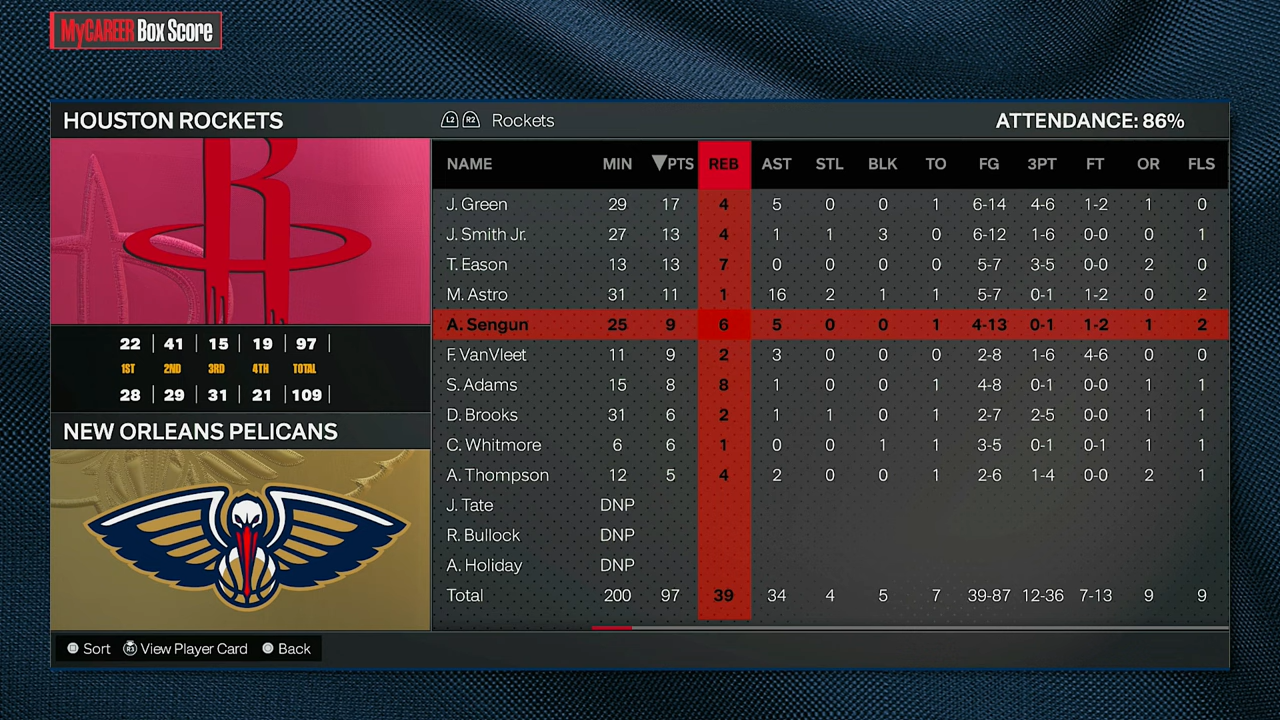 MyCAREER Box Score
HOUSTON ROCKETS
L2 R2 Rockets
ATTENDANCE: 86%
NAME MIN ▼PTS REB AST STL BLK TO FG 3PT FT OR FLS
J. Green 29 17 4 5 0 0 1 6-14 4-6 1-2 1 0
J. Smith Jr. 27 13 4 1 1 3 0 6-12 1-6 0-0 0 1
T. Eason 13 13 7 0 0 0 0 5-7 3-5 0-0 2 0
M. Astro 31 11 1 16 2 1 1 5-7 0-1 1-2 0 2
A. Sengun 25 9 6 5 0 0 1 4-13 0-1 1-2 1 2
F. VanVleet 11 9 2 3 0 0 0 2-8 1-6 4-6 0 0
S. Adams 15 8 8 1 0 0 1 4-8 0-1 0-0 1 1
D. Brooks 31 6 2 1 1 0 1 2-7 2-5 0-0 1 1
C. Whitmore 6 6 1 0 0 1 1 3-5 0-1 0-1 1 1
A. Thompson 12 5 4 2 0 0 1 2-6 1-4 0-0 2 1
J. Tate DNP
R. Bullock DNP
A. Holiday DNP
Total 200 97 39 34 4 5 7 39-87 12-36 7-13 9 9
22 41 15 19 97
1ST 2ND 3RD 4TH TOTAL
28 29 31 21 109
NEW ORLEANS PELICANS
Sort R3 View Player Card Back